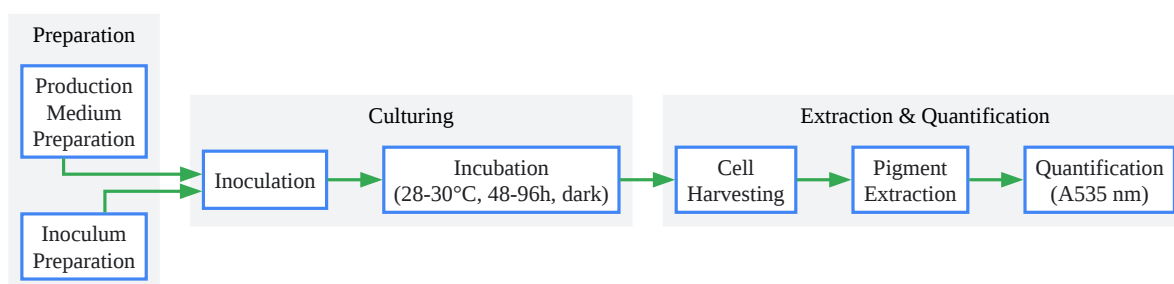 Preparation
Production
Medium
Preparation
Inoculum
Preparation
Culturing
Inoculation
Incubation
(28-30°C, 48-96h, dark)
Extraction & Quantification
Cell
Harvesting
Pigment
Extraction
Quantification
(A535 nm)